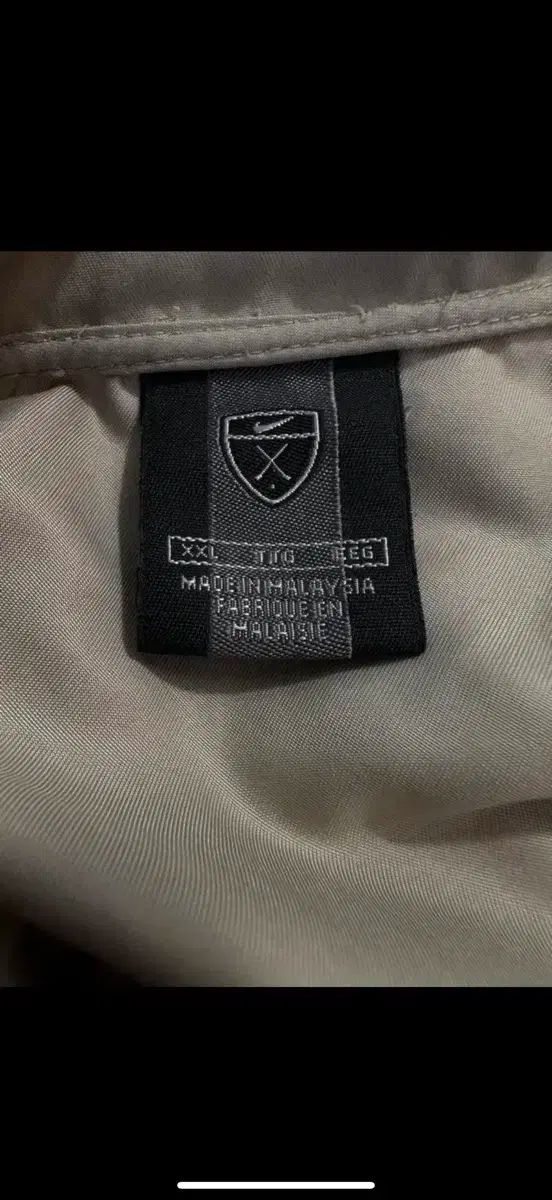 XXL TTG EEG
MADE IN MALAYSIA
FABRIQUE EN
MALAISIE